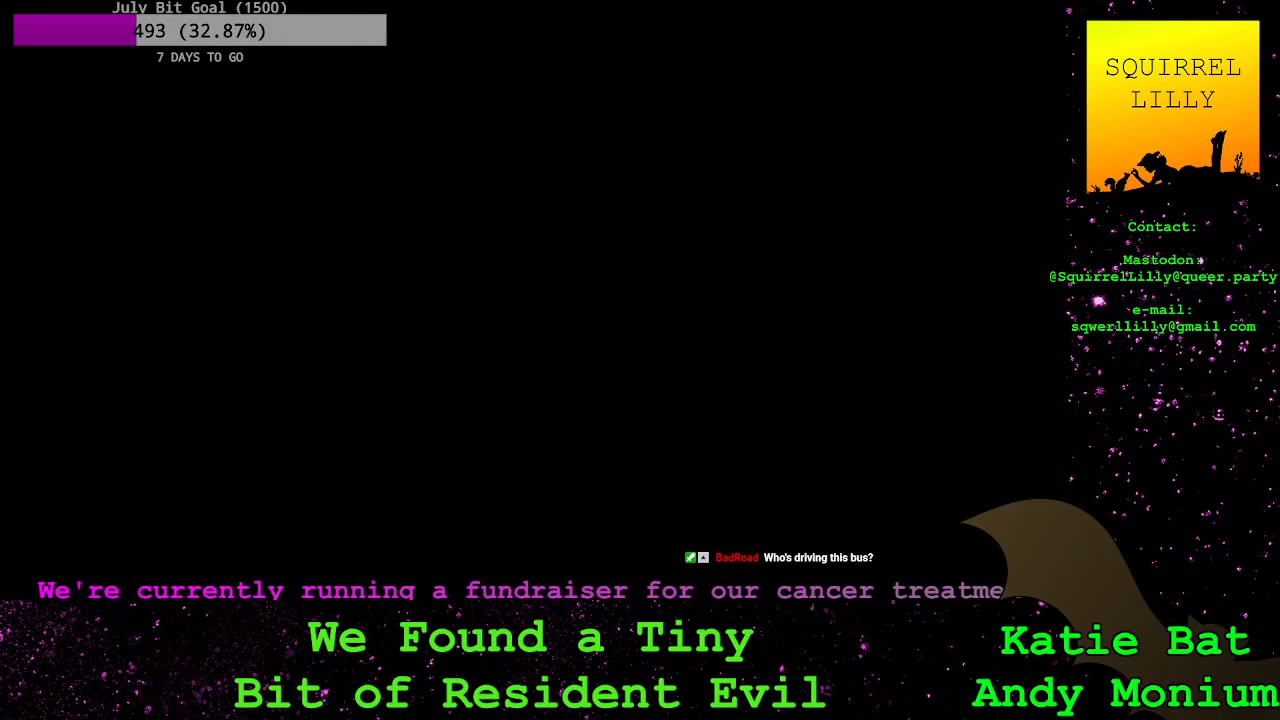 July Bit Goal (1500)
493 (32.87%)
7 DAYS TO GO
SQUIRREL
LILLY
Contact:
Mastodon:
@SquirrelLilly@queer.party
e-mail:
sqwerllilly@gmail.com
BadRoad Who's driving this bus?
We're currently running a fundraiser for our cancer treatme
We Found a Tiny
Bit of Resident Evil
Katie Bat
Andy Monium